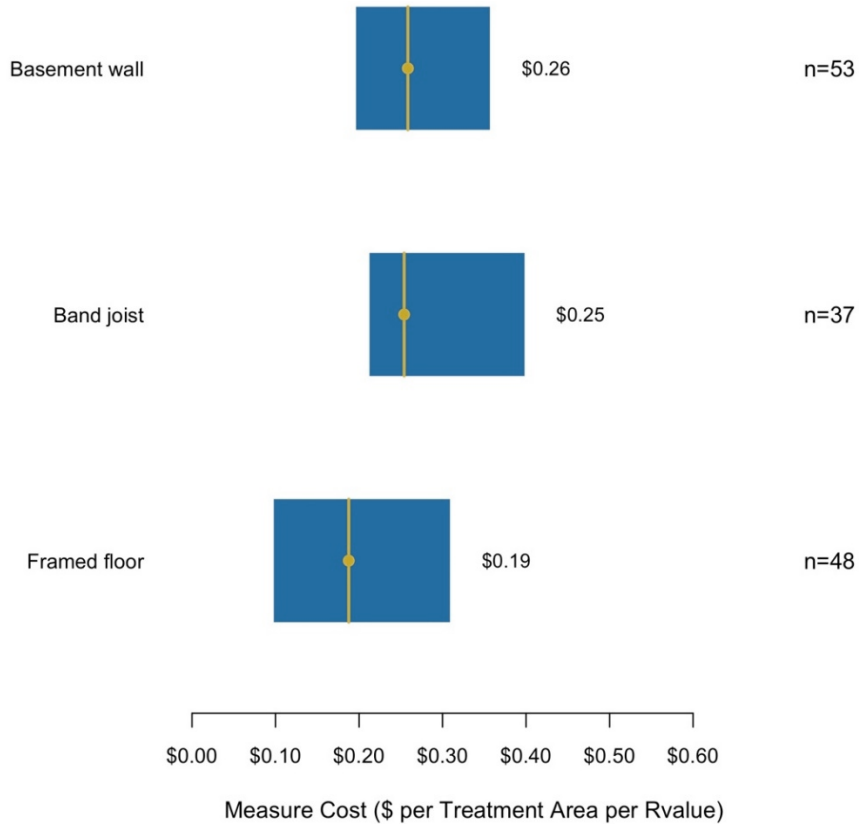 Basement wall $0.26 n=53
Band joist $0.25 n=37
Framed floor $0.19 n=48
$0.00 $0.10 $0.20 $0.30 $0.40 $0.50 $0.60
Measure Cost ($ per Treatment Area per Rvalue)